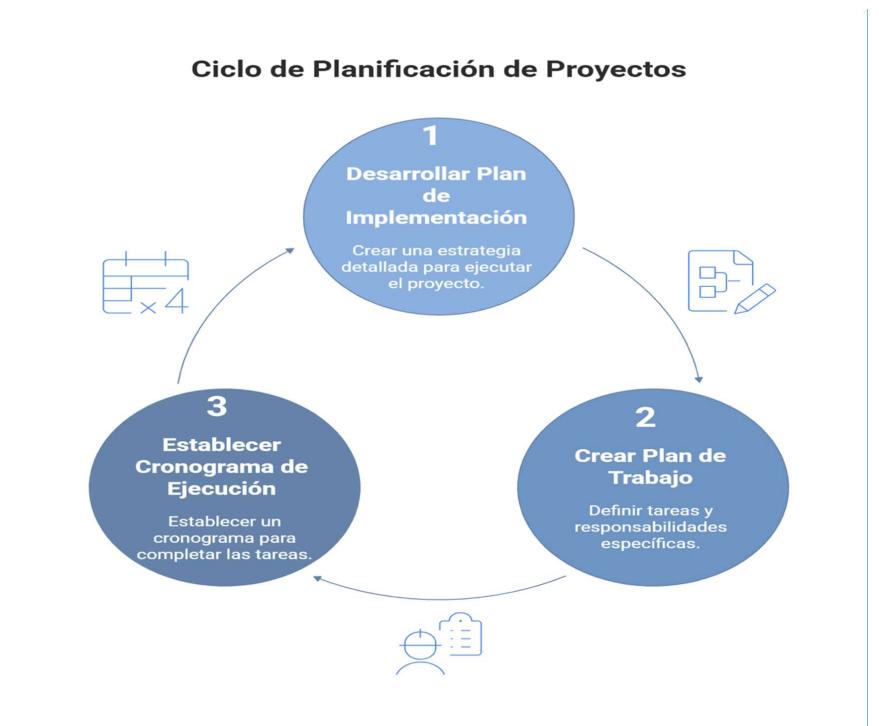 Ciclo de Planificación de Proyectos
1
Desarrollar Plan
de
Implementación
Crear una estrategia
detallada para ejecutar
el proyecto.
x4
2
Crear Plan de
Trabajo
Definir tareas y
responsabilidades
específicas.
3
Establecer
Cronograma de
Ejecución
Establecer un
cronograma para
completar las tareas.